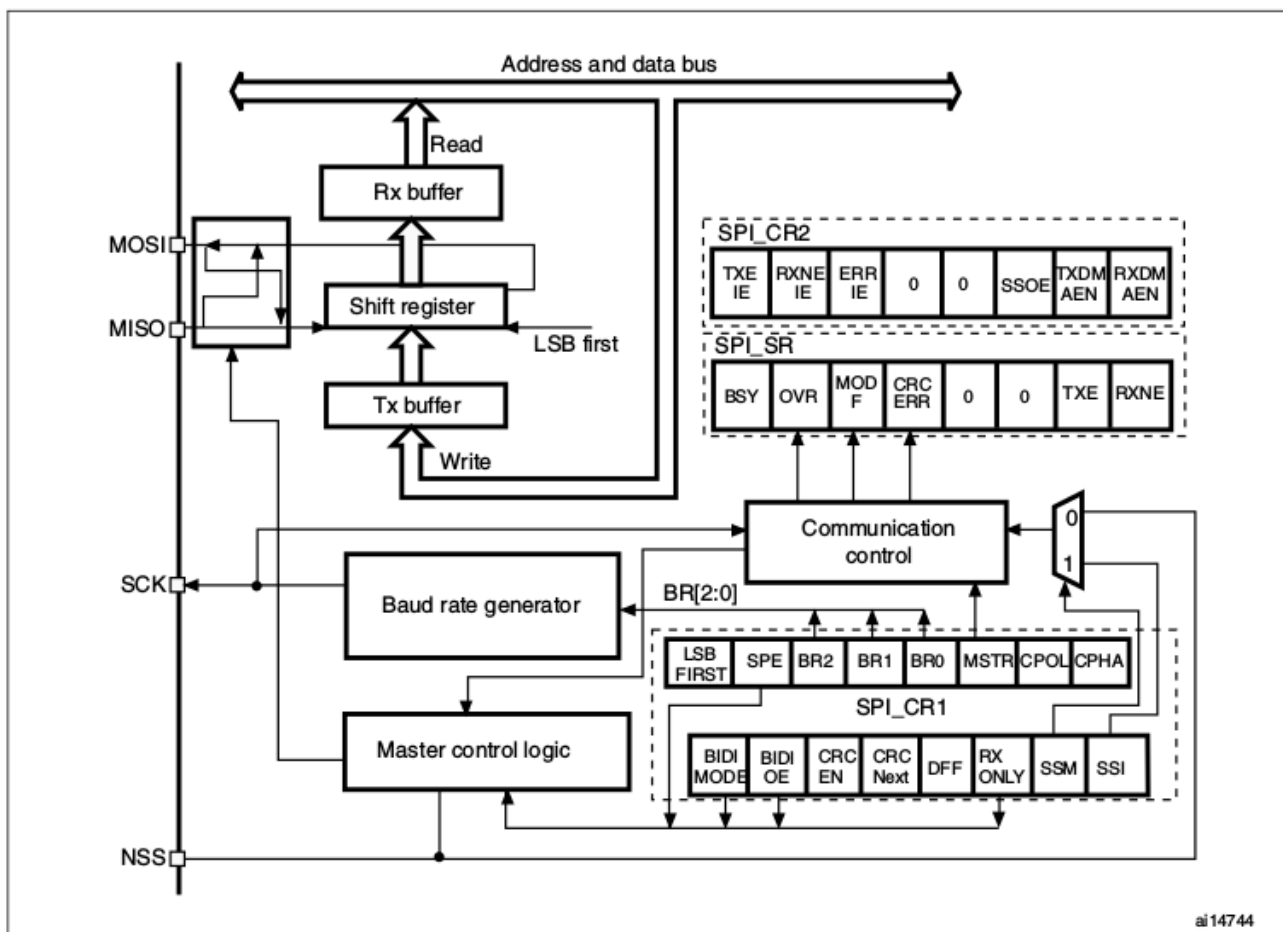 Address and data bus
Read
Rx buffer
MOSI
SPI_CR2
TXE IE
RXNE IE
ERR IE
0
0
SSOE
TXDM AEN
RXDM AEN
Shift register
MISO
LSB first
SPI_SR
BSY
OVR
MOD F
CRC ERR
0
0
TXE
RXNE
Tx buffer
Write
Communication control
0
1
SCK
Baud rate generator
BR[2:0]
LSB FIRST
SPE
BR2
BR1
BR0
MSTR
CPOL
CPHA
SPI_CR1
Master control logic
BIDI MODE
BIDI OE
CRC EN
CRC Next
DFF
RX ONLY
SSM
SSI
NSS
ai14744